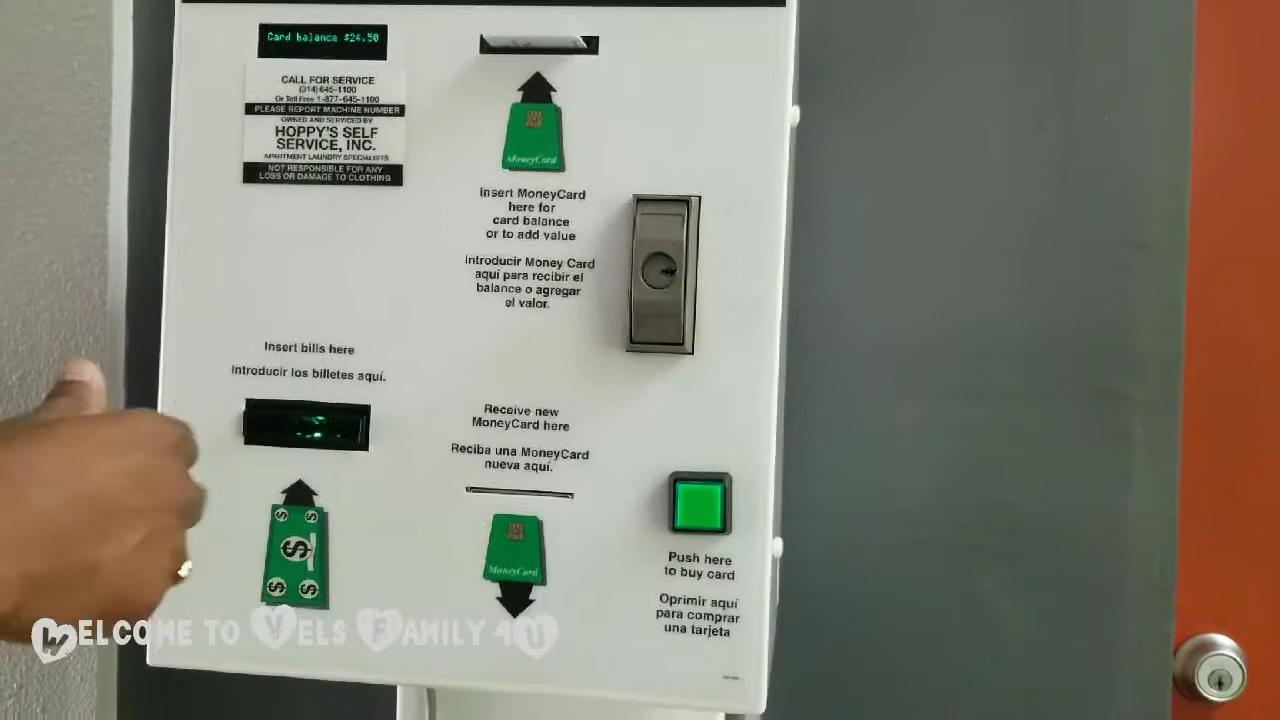 Card balance $24.50
CALL FOR SERVICE
(314) 645-1100
Or Toll Free 1-877-645-1100
PLEASE REPORT MACHINE NUMBER
OWNED AND SERVICED BY
HOPPY'S SELF
SERVICE, INC.
APARTMENT LAUNDRY SPECIALISTS
NOT RESPONSIBLE FOR ANY
LOSS OR DAMAGE TO CLOTHING
MoneyCard
Insert MoneyCard
here for
card balance
or to add value
Introducir Money Card
aquí para recibir el
balance o agregar
el valor.
Insert bills here
Introducir los billetes aquí.
$ $
$
$ $
Receive new
MoneyCard here
Reciba una MoneyCard
nueva aquí.
MoneyCard
Push here
to buy card
Oprimir aquí
para comprar
una tarjeta
WELCOME TO VELS FAMILY 4U